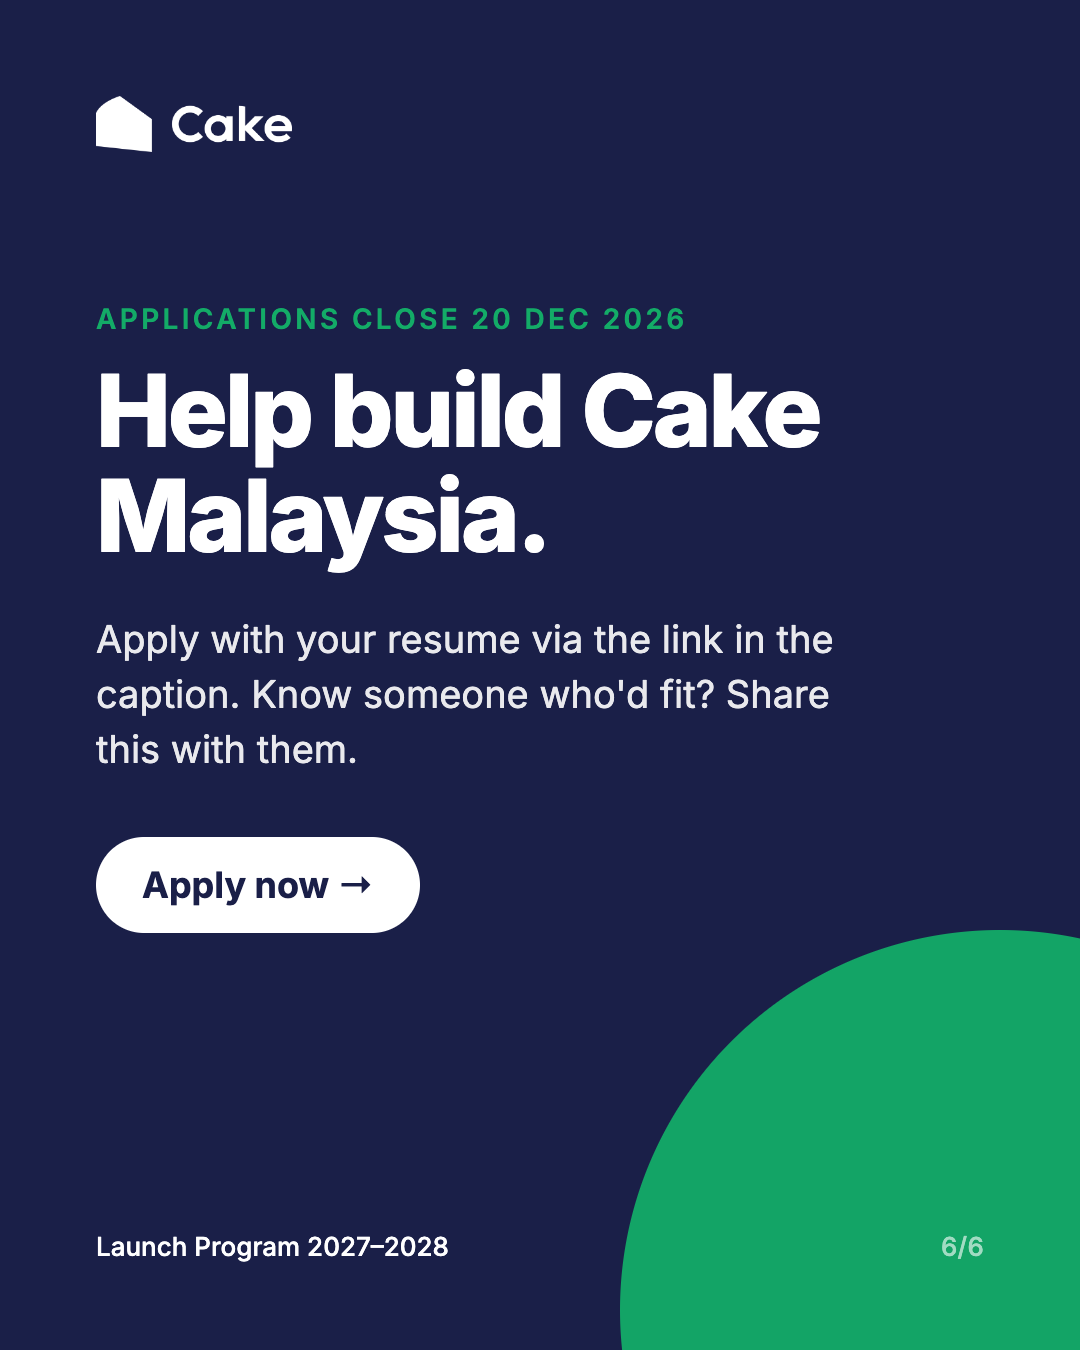 Cake
APPLICATIONS CLOSE 20 DEC 2026
Help build Cake
Malaysia.
Apply with your resume via the link in the
caption. Know someone who'd fit? Share
this with them.
Apply now →
Launch Program 2027–2028
6/6